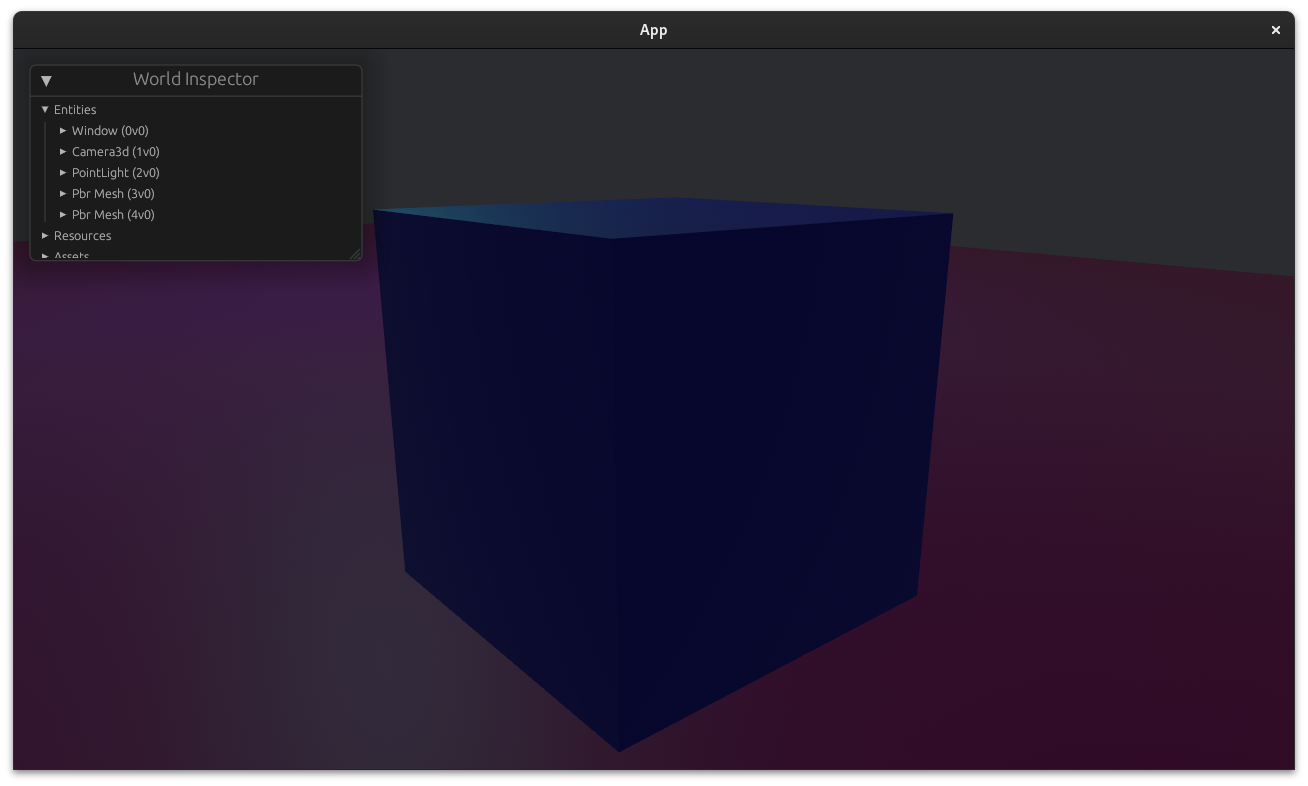 App
World Inspector
Entities
Window (0v0)
Camera3d (1v0)
PointLight (2v0)
Pbr Mesh (3v0)
Pbr Mesh (4v0)
Resources
Assets